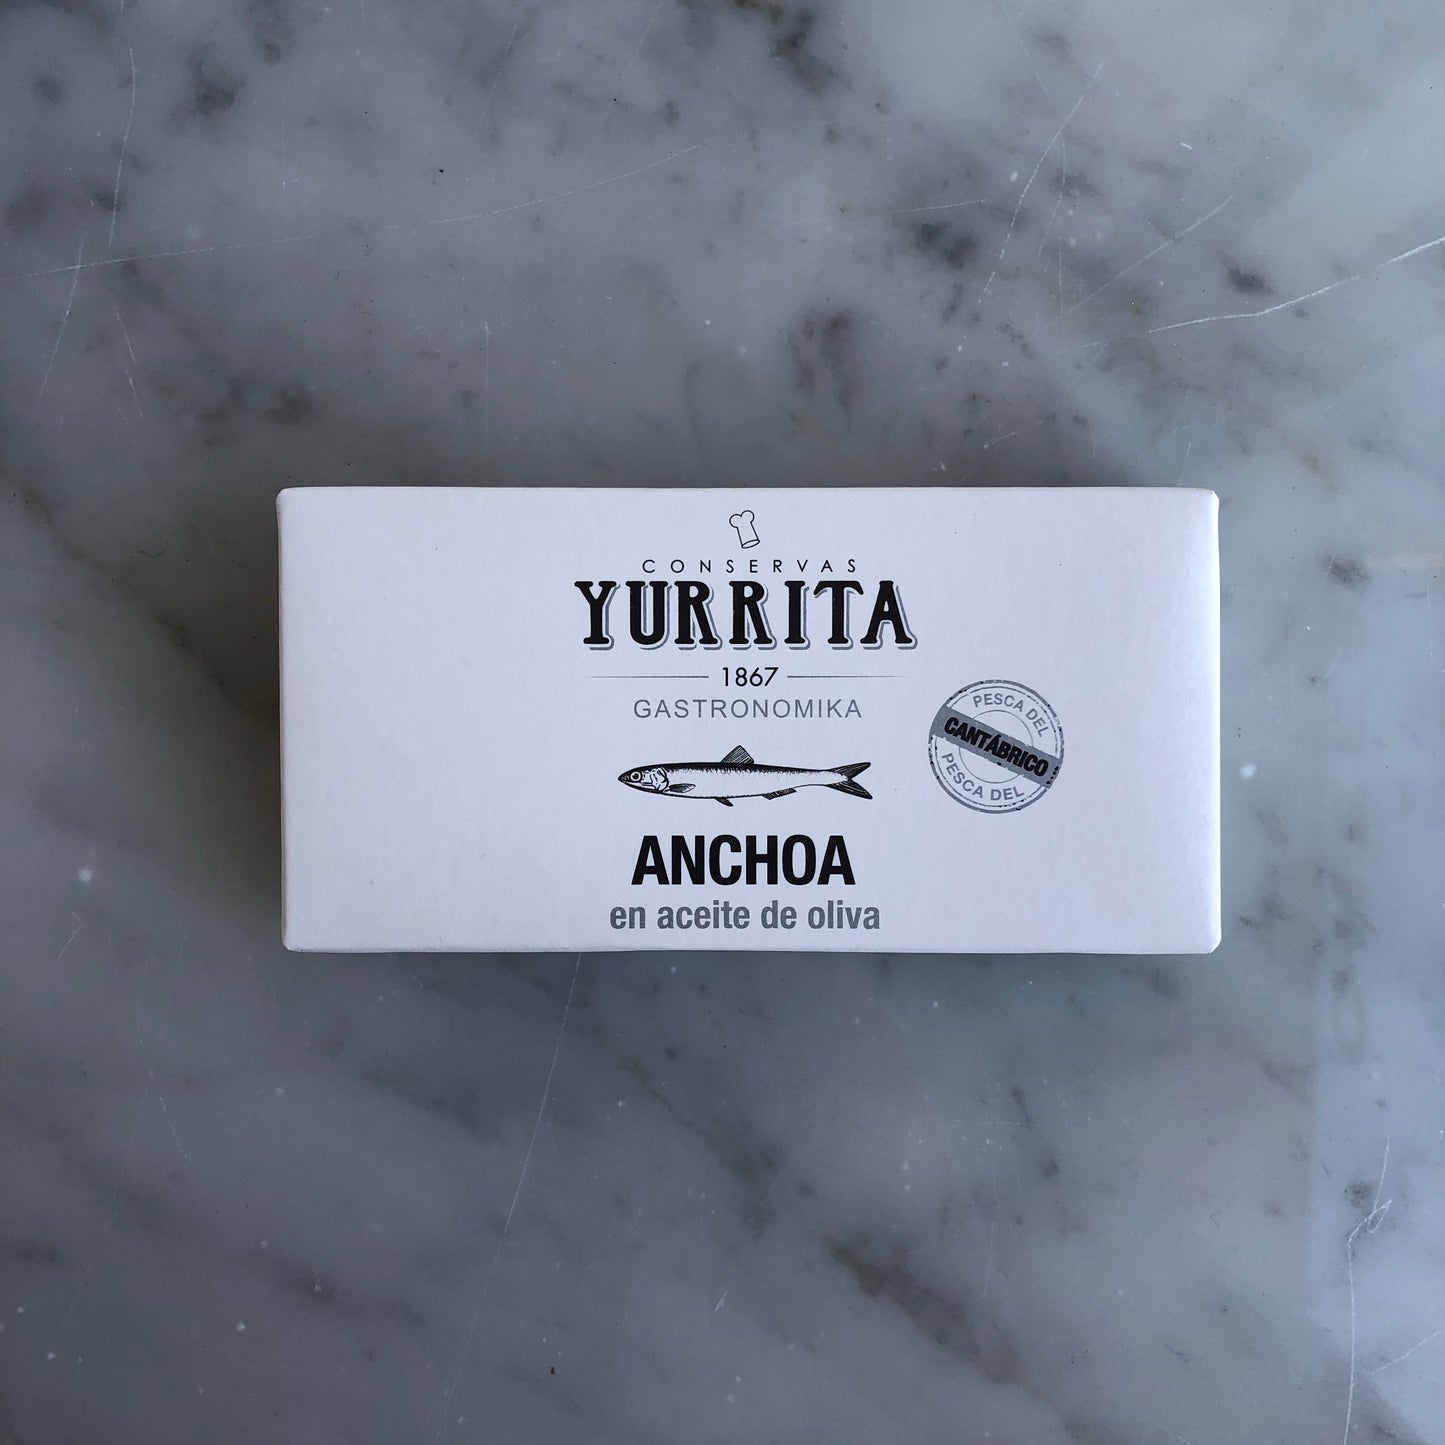 CONSERVAS
YURRITA
1867
GASTRONOMIKA
PESCA DEL
CANTÁBRICO
PESCA DEL
ANCHOA
en aceite de oliva